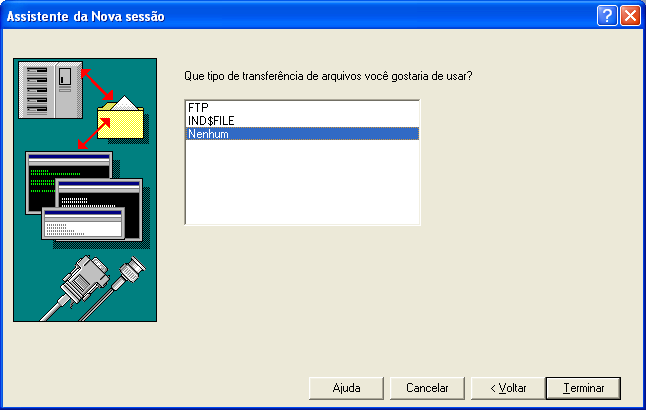 Assistente da Nova sessão
Que tipo de transferência de arquivos você gostaria de usar?
FTP
IND$FILE
Nenhum
Ajuda
Cancelar
< Voltar
Terminar